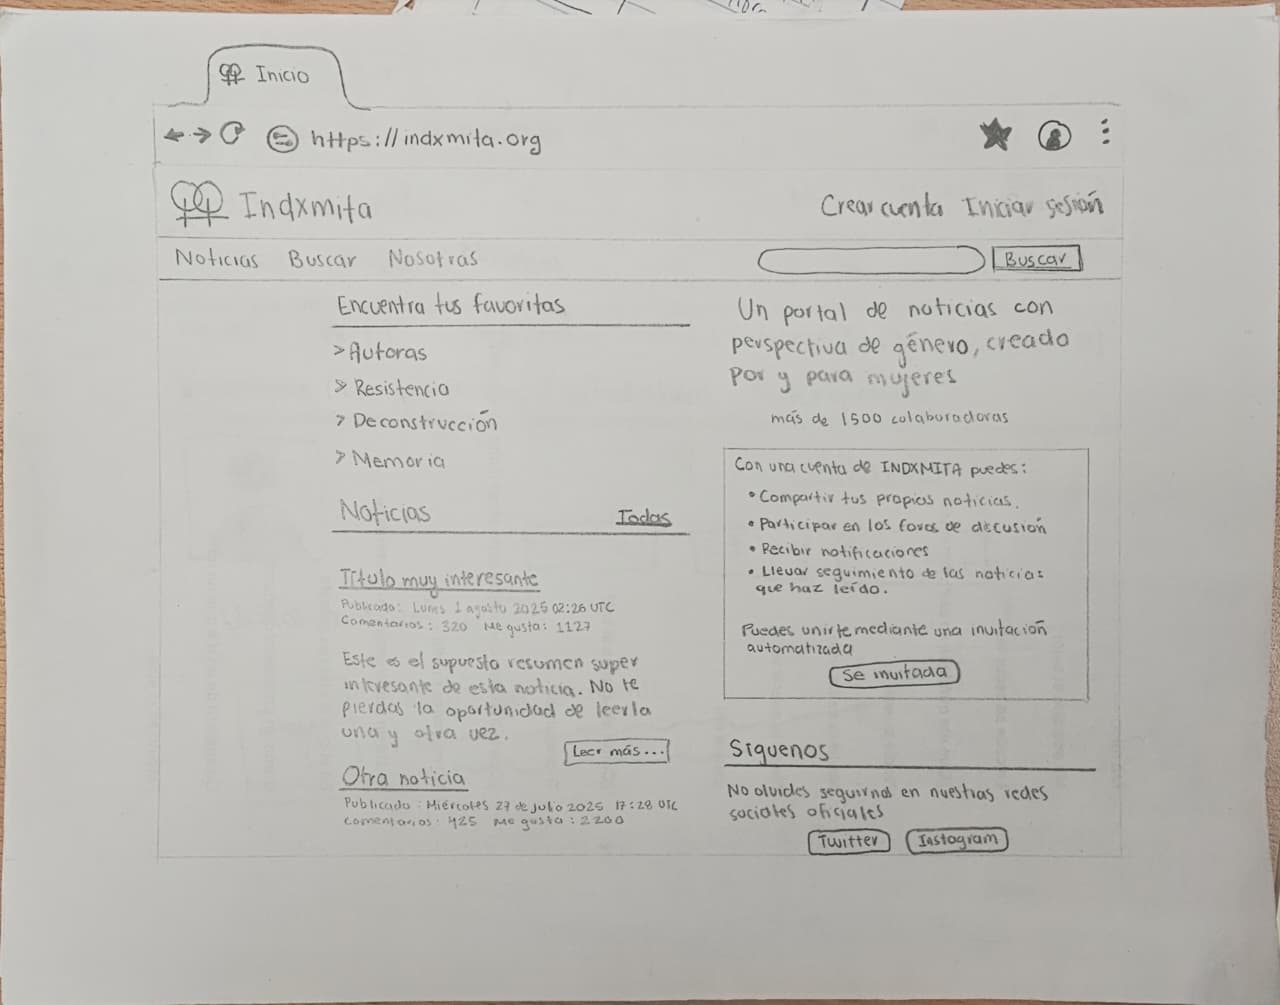 Inicio
https://indxmita.org
Indxmita
Crear cuenta Iniciar sesión
Noticias Buscar Nosotras
Buscar
Encuentra tus favoritas
> Autoras
> Resistencia
> Deconstrucción
> Memoria
Noticias Todas
Título muy interesante
Publicado: Lunes 1 agosto 2025 02:26 UTC
Comentarios: 320 Me gusta: 1127
Este es el supuesto resumen super
interesante de esta noticia. No te
pierdas la oportunidad de leerla
una y otra vez.
Leer más...
Otra noticia
Publicado: Miércoles 27 de julio 2025 17:28 UTC
Comentarios: 425 Me gusta: 2200
Un portal de noticias con
perspectiva de género, creado
por y para mujeres
más de 1500 colaboradoras
Con una cuenta de INDXMITA puedes:
• Compartir tus propias noticias.
• Participar en los foros de discusión
• Recibir notificaciones
• Llevar seguimiento de las noticias
que haz leído.
Puedes unirte mediante una invitación
automatizada
Se invitada
Síguenos
No olvides seguirnos en nuestras redes
sociales oficiales
Twitter Instagram